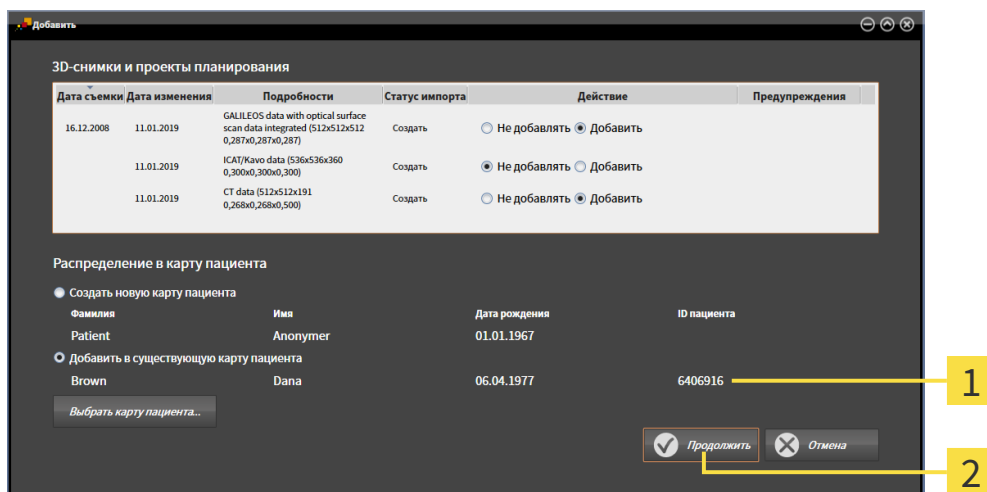 Добавить
3D-снимки и проекты планирования
Дата съемки Дата изменения Подробности Статус импорта Действие Предупреждения
GALILEOS data with optical surface
16.12.2008 11.01.2019 scan data integrated (512x512x512 Создать Не добавлять Добавить
0,287x0,287x0,287)
ICAT/Kavo data (536x536x360
11.01.2019 Создать Не добавлять Добавить
0,300x0,300x0,300)
CT data (512x512x191
11.01.2019 Создать Не добавлять Добавить
0,268x0,268x0,500)
Распределение в карту пациента
Создать новую карту пациента
Фамилия Имя Дата рождения ID пациента
Patient Anonymer 01.01.1967
Добавить в существующую карту пациента
Brown Dana 06.04.1977 6406916 1
Выбрать карту пациента...
Продолжить Отмена
2